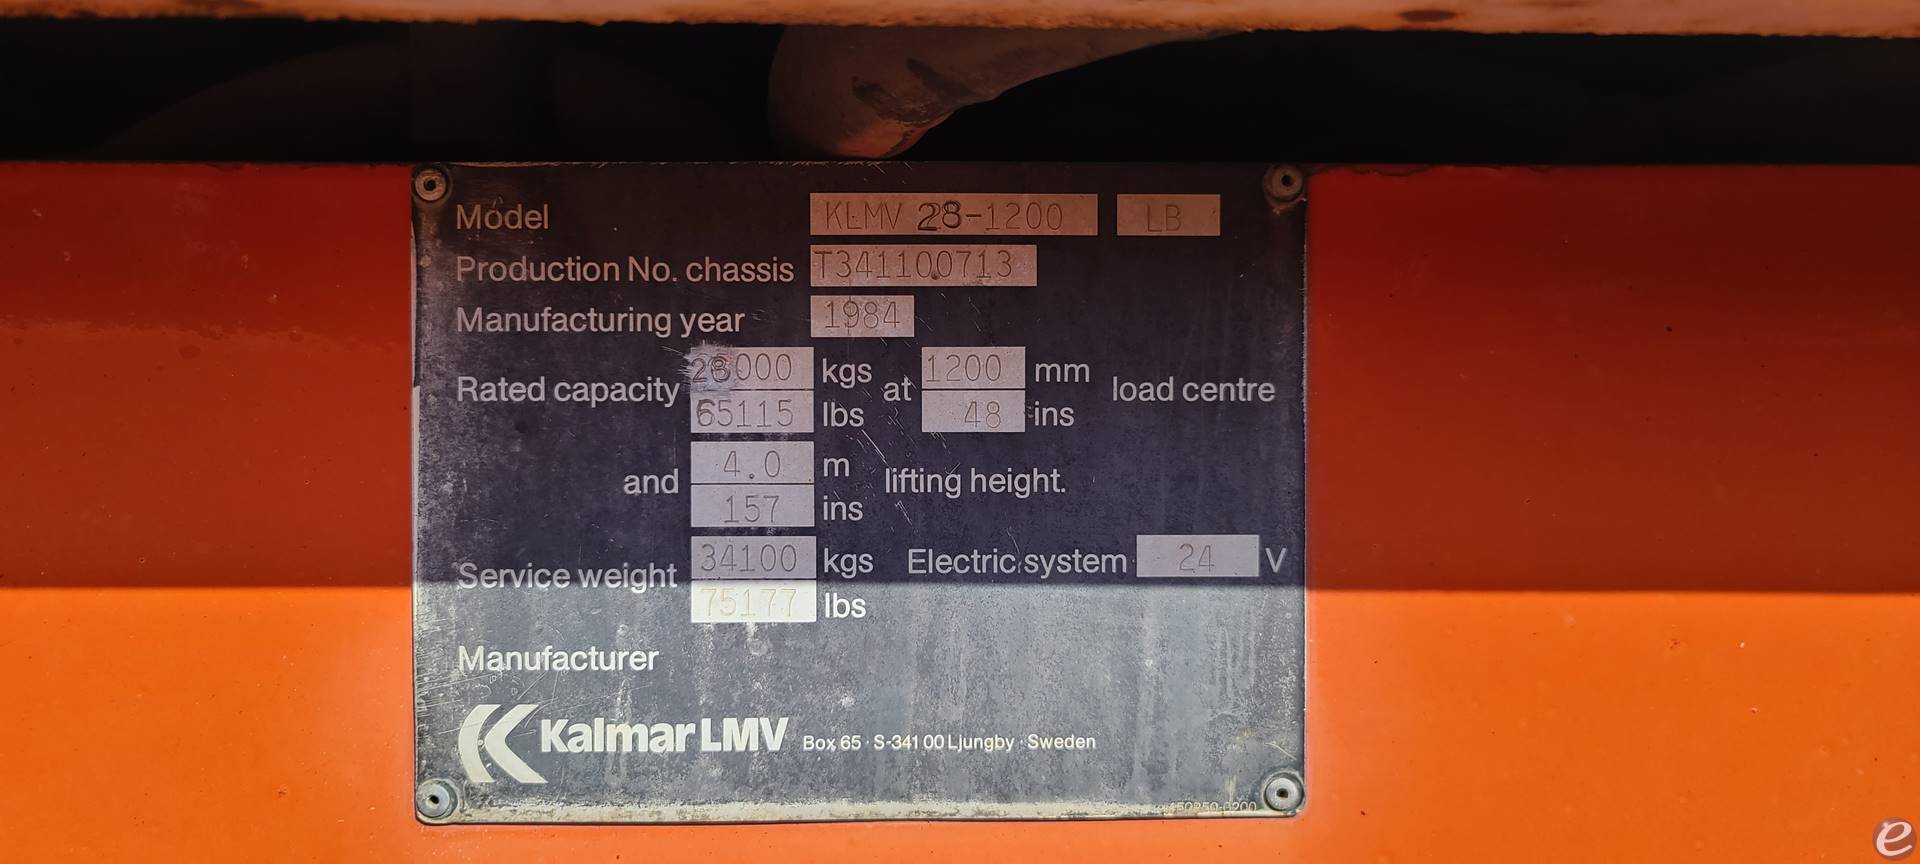 Model KLMV 28-1200 LB
Production No. chassis T341100713
Manufacturing year 1984
Rated capacity 28000 kgs at 1200 mm load centre
65115 lbs 48 ins
and 4.0 m lifting height.
157 ins
Service weight 34100 kgs Electric system 24 V
75177 lbs
Manufacturer
Kalmar LMV Box 65 · S-341 00 Ljungby · Sweden